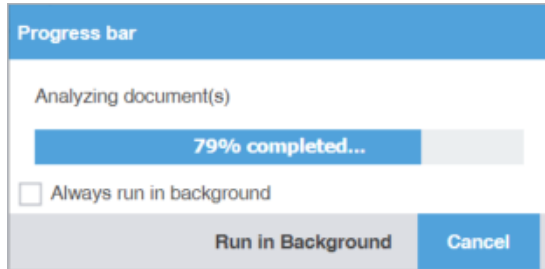 Progress bar
Analyzing document(s)
79% completed...
Always run in background
Run in Background Cancel